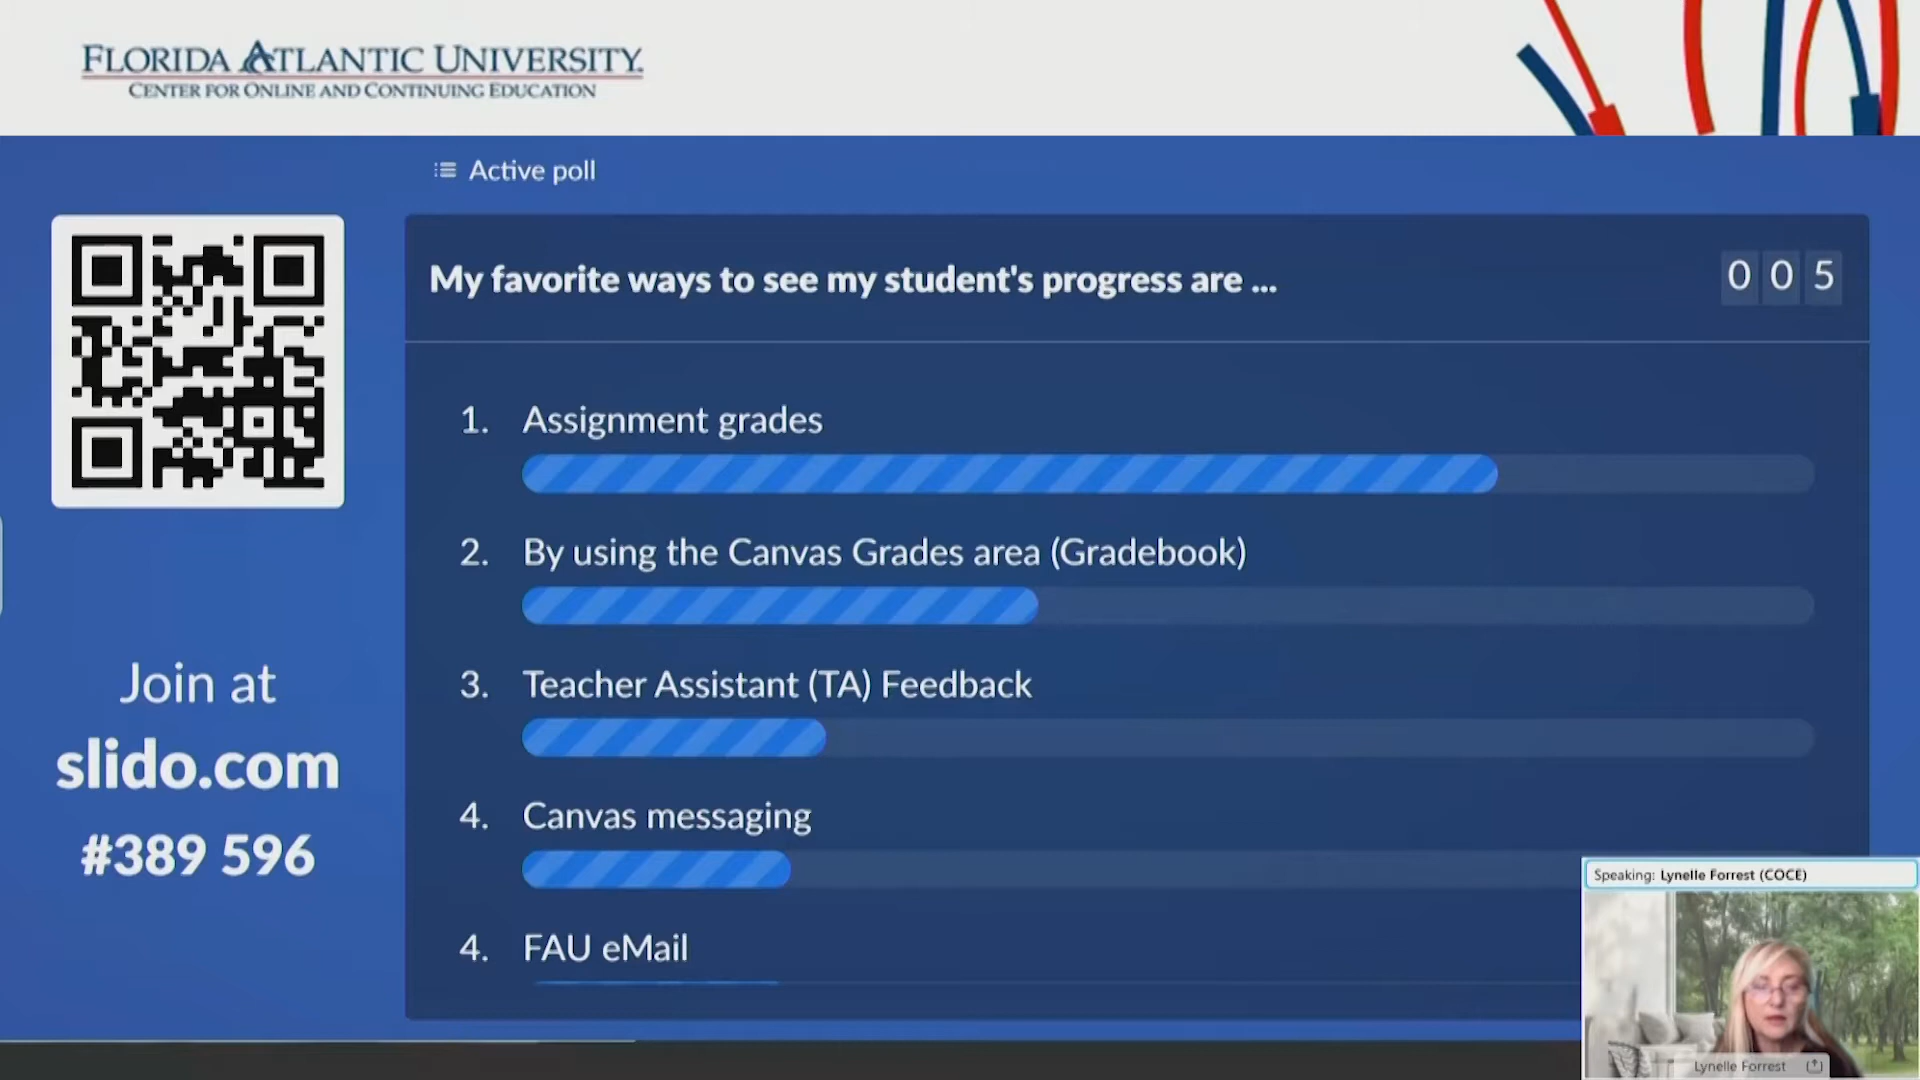 FLORIDA ATLANTIC UNIVERSITY.
CENTER FOR ONLINE AND CONTINUING EDUCATION
Active poll
My favorite ways to see my student's progress are ...
0 0 5
1. Assignment grades
2. By using the Canvas Grades area (Gradebook)
3. Teacher Assistant (TA) Feedback
4. Canvas messaging
4. FAU eMail
Join at
slido.com
#389 596
Speaking: Lynelle Forrest (COCE)
Lynelle Forrest